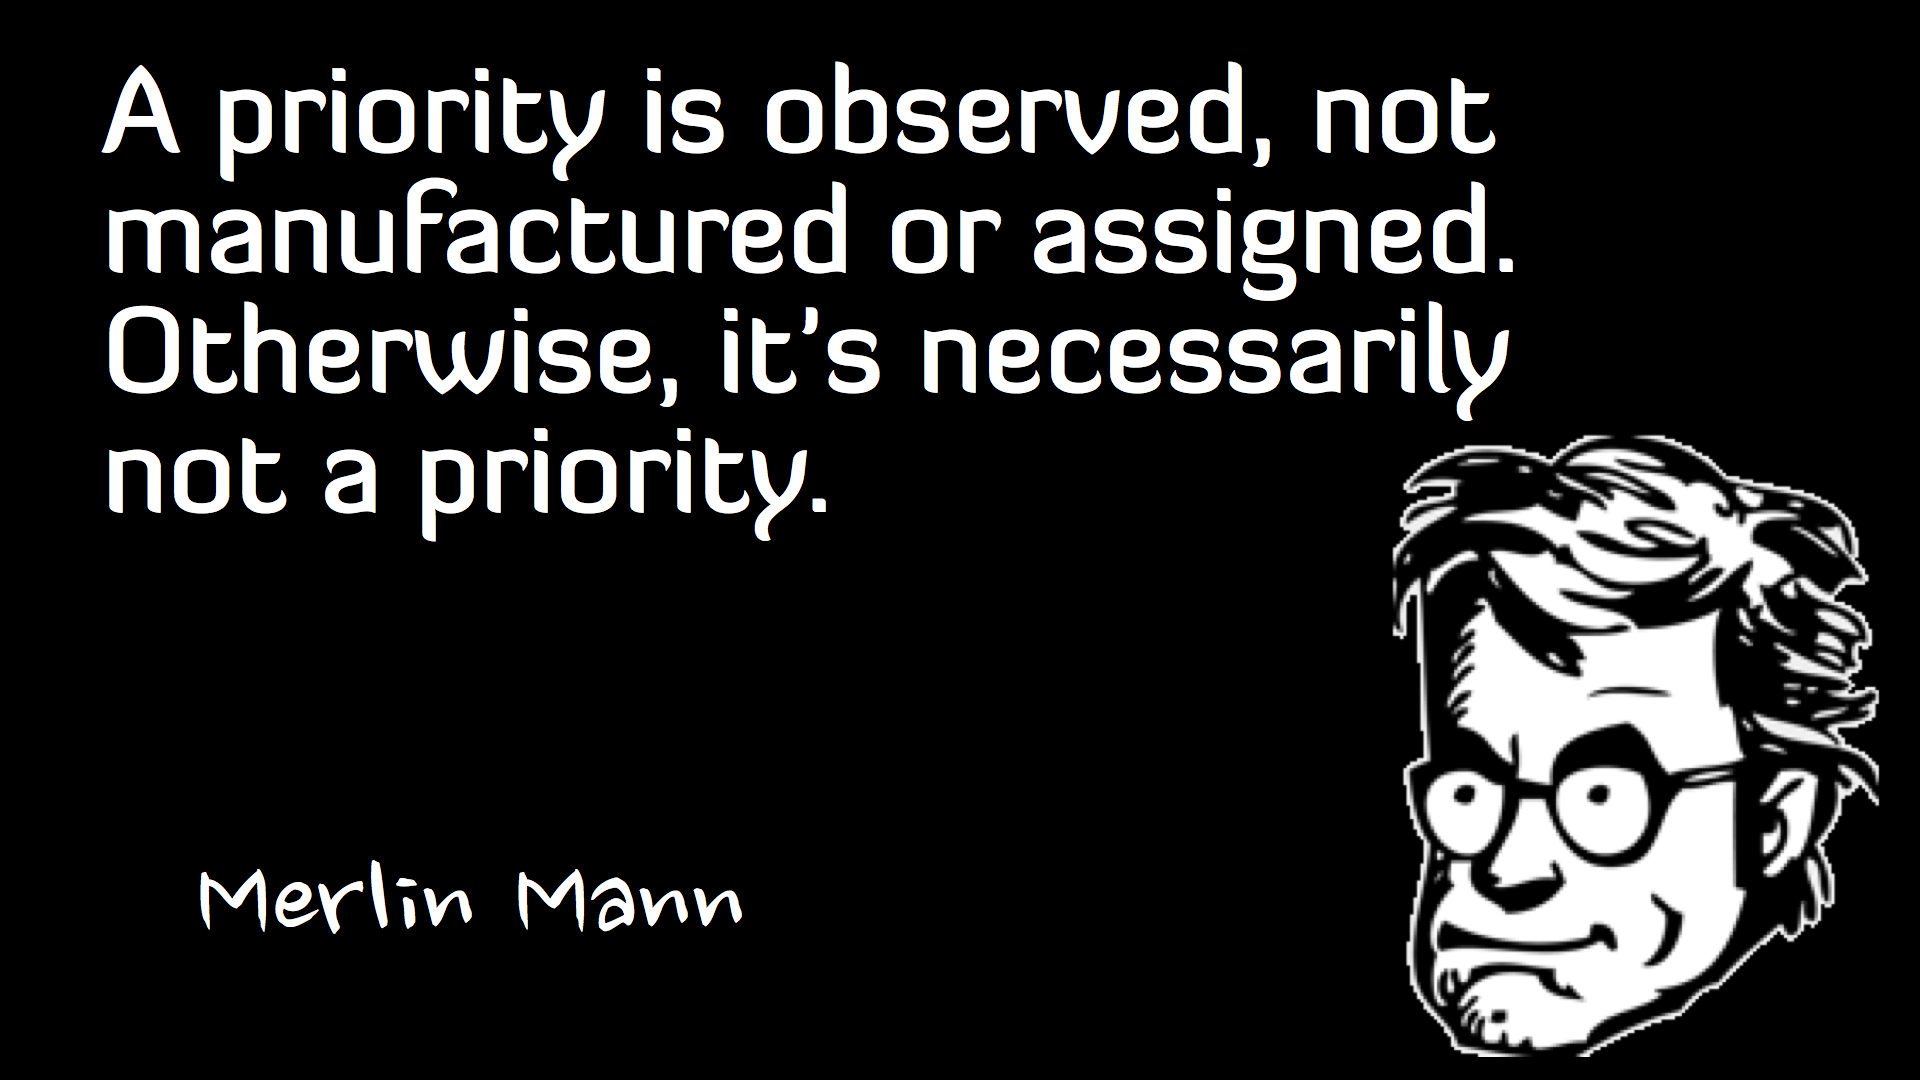 A priority is observed, not
manufactured or assigned.
Otherwise, it’s necessarily
not a priority.
Merlin Mann